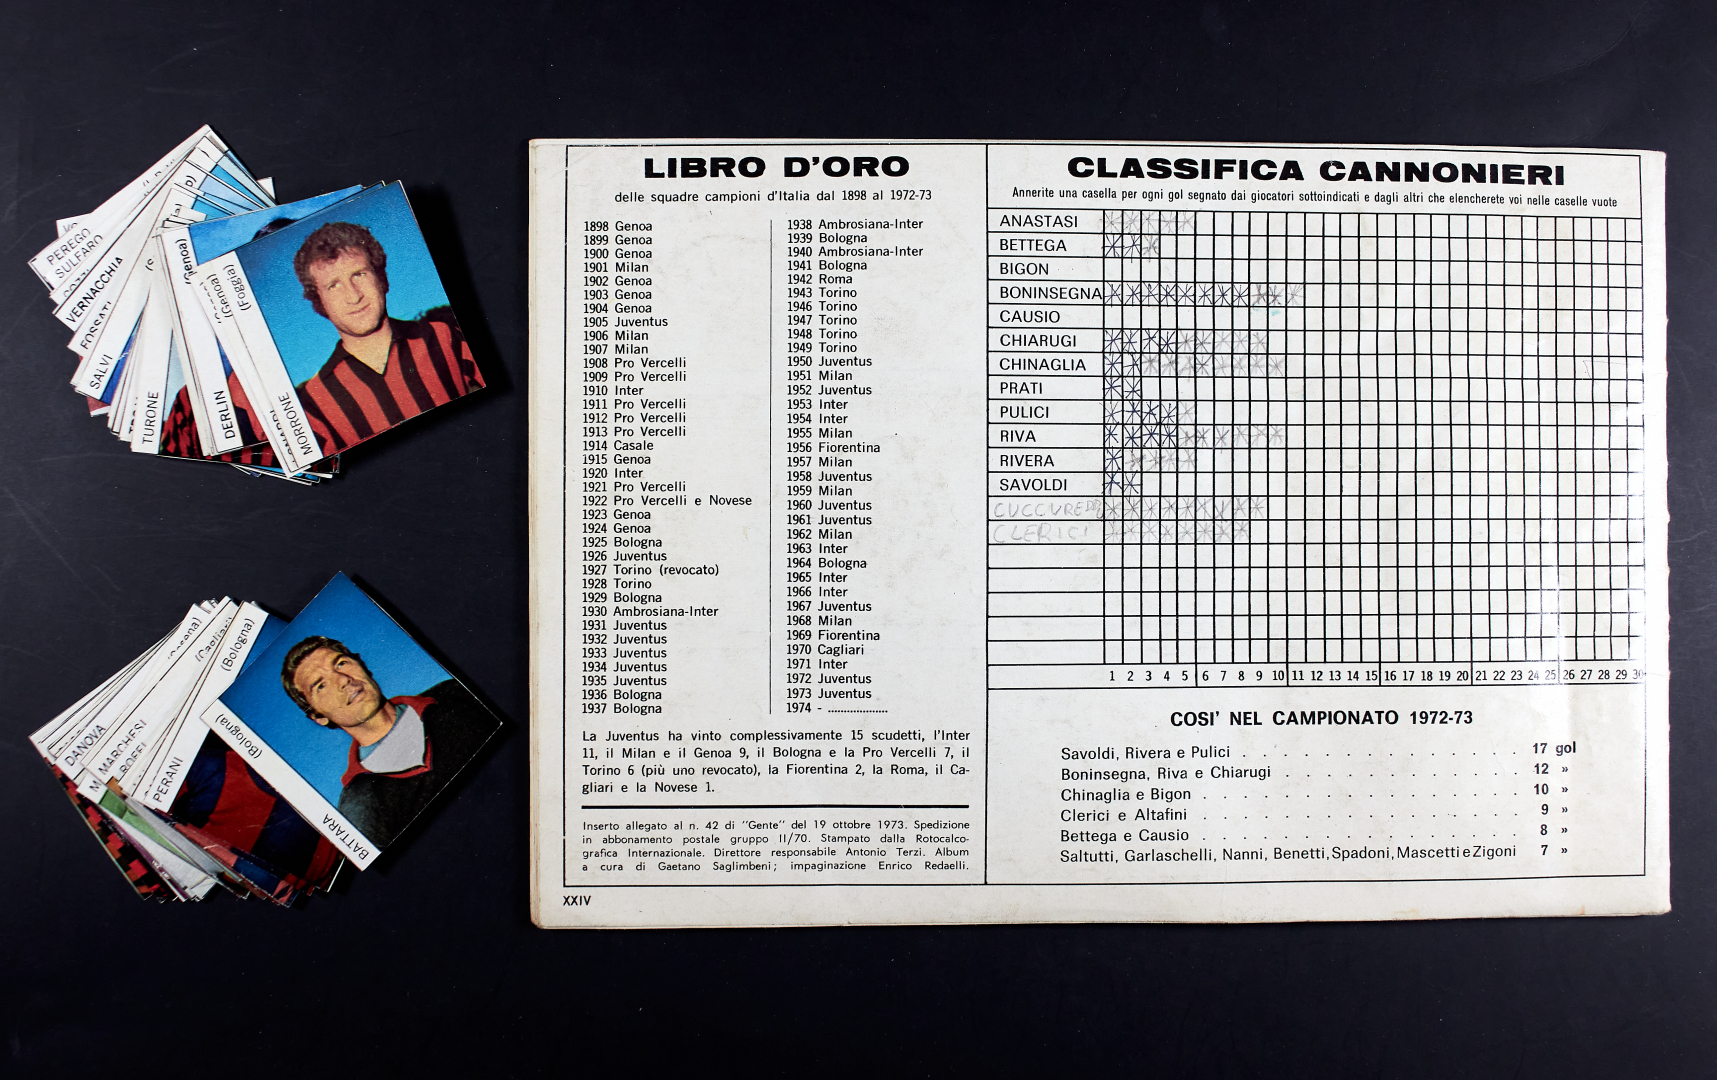 PEREGO
SULFARO
VERNACCHIA
FOSSATI
SALVI
TURONE
DERLIN
(Genoa)
(Foggia)
MORRONE
DANOVA
MARCHESI
PERANI
(Bologna)
(Bologna)
BATTARA
LIBRO D'ORO
delle squadre campioni d'Italia dal 1898 al 1972-73
1898 Genoa
1899 Genoa
1900 Genoa
1901 Milan
1902 Genoa
1903 Genoa
1904 Genoa
1905 Juventus
1906 Milan
1907 Milan
1908 Pro Vercelli
1909 Pro Vercelli
1910 Inter
1911 Pro Vercelli
1912 Pro Vercelli
1913 Pro Vercelli
1914 Casale
1915 Genoa
1920 Inter
1921 Pro Vercelli
1922 Pro Vercelli e Novese
1923 Genoa
1924 Genoa
1925 Bologna
1926 Juventus
1927 Torino (revocato)
1928 Torino
1929 Bologna
1930 Ambrosiana-Inter
1931 Juventus
1932 Juventus
1933 Juventus
1934 Juventus
1935 Juventus
1936 Bologna
1937 Bologna
1938 Ambrosiana-Inter
1939 Bologna
1940 Ambrosiana-Inter
1941 Bologna
1942 Roma
1943 Torino
1946 Torino
1947 Torino
1948 Torino
1949 Torino
1950 Juventus
1951 Milan
1952 Juventus
1953 Inter
1954 Inter
1955 Milan
1956 Fiorentina
1957 Milan
1958 Juventus
1959 Milan
1960 Juventus
1961 Juventus
1962 Milan
1963 Inter
1964 Bologna
1965 Inter
1966 Inter
1967 Juventus
1968 Milan
1969 Fiorentina
1970 Cagliari
1971 Inter
1972 Juventus
1973 Juventus
1974 - ....................
La Juventus ha vinto complessivamente 15 scudetti, l'Inter
11, il Milan e il Genoa 9, il Bologna e la Pro Vercelli 7, il
Torino 6 (più uno revocato), la Fiorentina 2, la Roma, il Ca-
gliari e la Novese 1.
Inserto allegato al n. 42 di "Gente" del 19 ottobre 1973. Spedizione
in abbonamento postale gruppo II/70. Stampato dalla Rotocalco-
grafica Internazionale. Direttore responsabile Antonio Terzi. Album
a cura di Gaetano Saglimbeni; impaginazione Enrico Redaelli.
XXIV
CLASSIFICA CANNONIERI
Annerite una casella per ogni gol segnato dai giocatori sottoindicati e dagli altri che elencherete voi nelle caselle vuote
ANASTASI
BETTEGA
BIGON
BONINSEGNA
CAUSIO
CHIARUGI
CHINAGLIA
PRATI
PULICI
RIVA
RIVERA
SAVOLDI
CUCCUREDDU
CLERICI
1 2 3 4 5 6 7 8 9 10 11 12 13 14 15 16 17 18 19 20 21 22 23 24 25 26 27 28 29 30
COSI' NEL CAMPIONATO 1972-73
Savoldi, Rivera e Pulici . . . . . . . . . . . . . . . . 17 gol
Boninsegna, Riva e Chiarugi . . . . . . . . . . . . . 12 »
Chinaglia e Bigon . . . . . . . . . . . . . . . . . . 10 »
Clerici e Altafini . . . . . . . . . . . . . . . . . . 9 »
Bettega e Causio . . . . . . . . . . . . . . . . . . 8 »
Saltutti, Garlaschelli, Nanni, Benetti, Spadoni, Mascetti e Zigoni 7 »